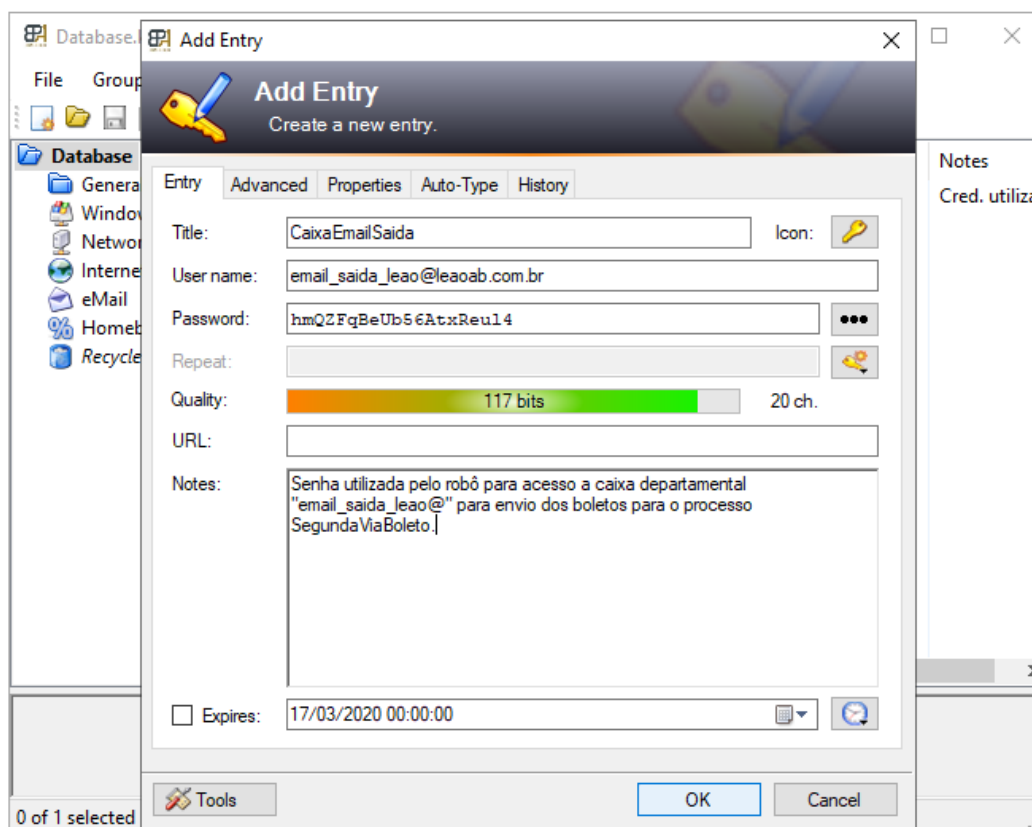 Database.
Add Entry
File Group
Add Entry
Create a new entry.
Database
Genera
Window
Networ
Interne
eMail
Homeb
Recycle
Entry Advanced Properties Auto-Type History
Title: CaixaEmailSaida Icon:
User name: email_saida_leao@leaoab.com.br
Password: hmQZFqBeUb56AtxReul4
Repeat:
Quality: 117 bits 20 ch.
URL:
Notes: Senha utilizada pelo robô para acesso a caixa departamental
"email_saida_leao@" para envio dos boletos para o processo
SegundaViaBoleto.
Expires: 17/03/2020 00:00:00
Tools OK Cancel
Notes
Cred. utiliza
0 of 1 selected